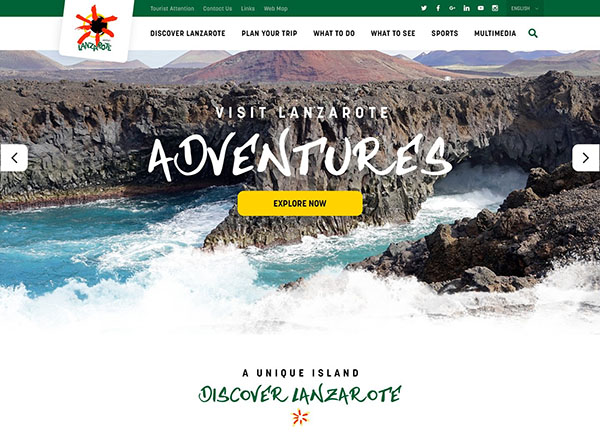 Tourist Attention Contact Us Links Web Map ENGLISH
LANZAROTE
DISCOVER LANZAROTE PLAN YOUR TRIP WHAT TO DO WHAT TO SEE SPORTS MULTIMEDIA
VISIT LANZAROTE
ADVENTURES
EXPLORE NOW
A UNIQUE ISLAND
DISCOVER LANZAROTE